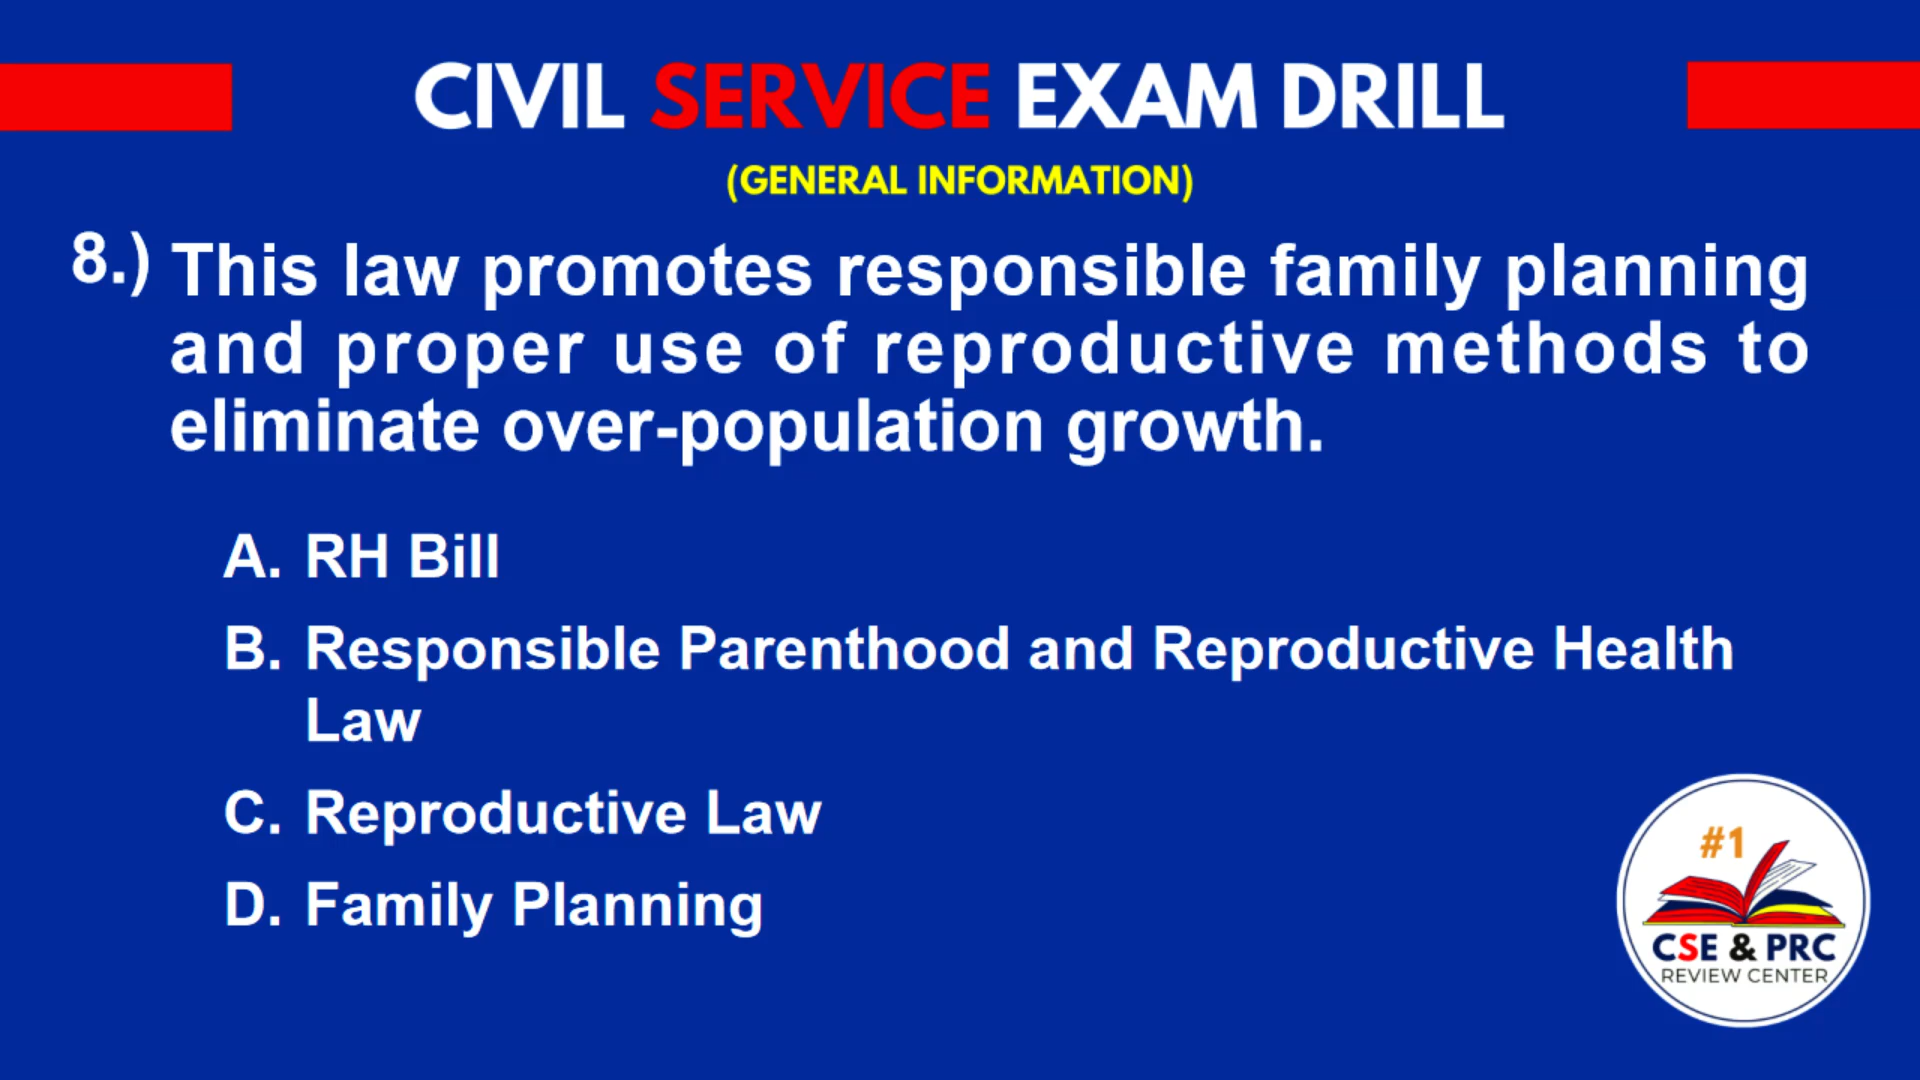 CIVIL SERVICE EXAM DRILL
(GENERAL INFORMATION)
8.) This law promotes responsible family planning
and proper use of reproductive methods to
eliminate over-population growth.
A. RH Bill
B. Responsible Parenthood and Reproductive Health
Law
C. Reproductive Law
D. Family Planning
#1
CSE & PRC
REVIEW CENTER